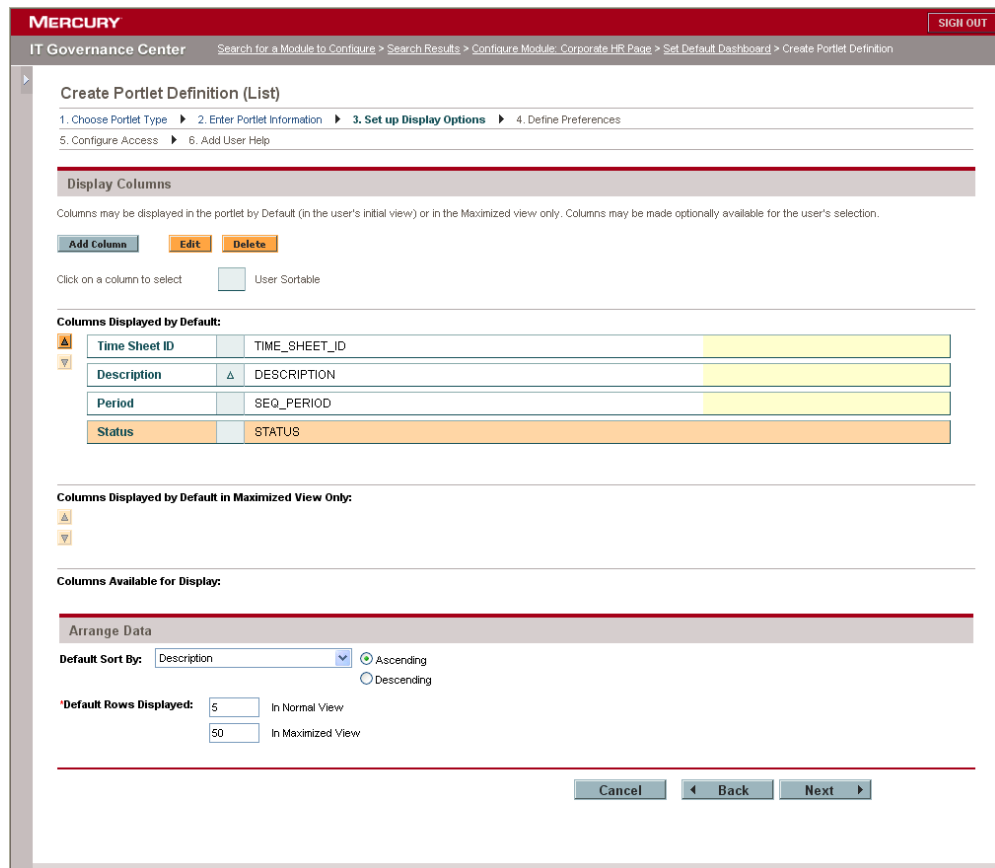 MERCURY
SIGN OUT
IT Governance Center
Search for a Module to Configure > Search Results > Configure Module: Corporate HR Page > Set Default Dashboard > Create Portlet Definition
Create Portlet Definition (List)
1. Choose Portlet Type 2. Enter Portlet Information 3. Set up Display Options 4. Define Preferences
5. Configure Access 6. Add User Help
Display Columns
Columns may be displayed in the portlet by Default (in the user's initial view) or in the Maximized view only. Columns may be made optionally available for the user's selection.
Add Column Edit Delete
Click on a column to select User Sortable
Columns Displayed by Default:
Time Sheet ID TIME_SHEET_ID
Description DESCRIPTION
Period SEQ_PERIOD
Status STATUS
Columns Displayed by Default in Maximized View Only:
Columns Available for Display:
Arrange Data
Default Sort By: Description Ascending
Descending
*Default Rows Displayed: 5 In Normal View
50 In Maximized View
Cancel Back Next